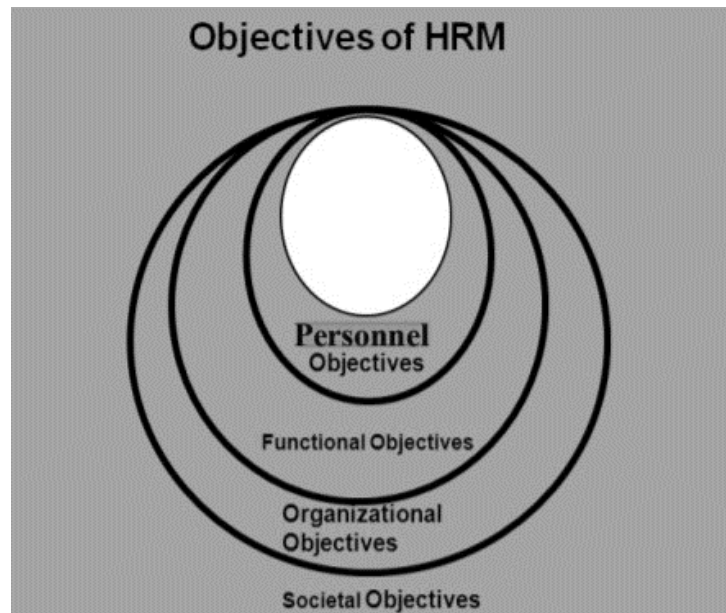 Objectives of HRM
Personnel
Objectives
Functional Objectives
Organizational
Objectives
Societal Objectives